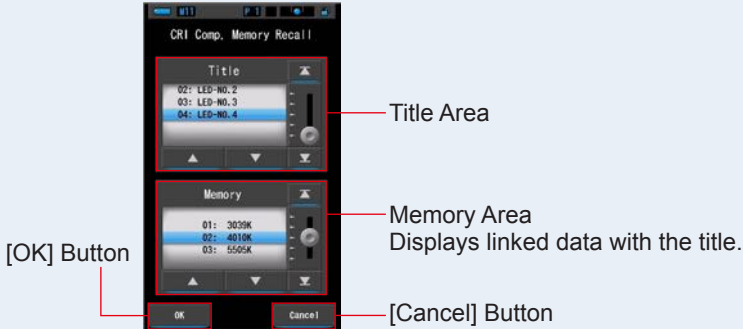 M11 P 1
CRI Comp. Memory Recall
Title
02: LED-NO.2
03: LED-NO.3
04: LED-NO.4
Title Area
Memory
01: 3039K
02: 4010K
03: 5505K
Memory Area
Displays linked data with the title.
[OK] Button
OK
Cancel
[Cancel] Button